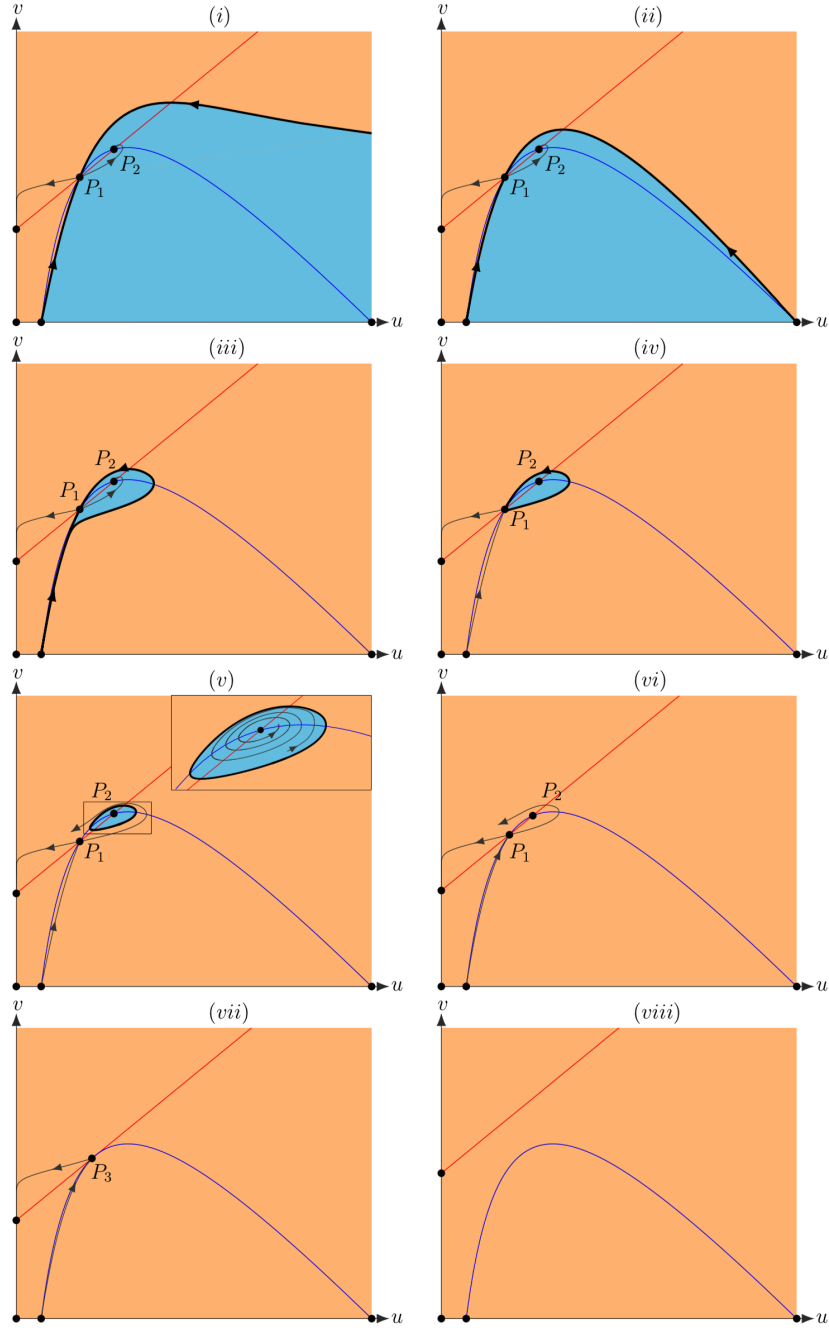 v (i) v (ii)
P₂ P₂
P₁ P₁
u u
v (iii) v (iv)
P₂ P₂
P₁ P₁
u u
v (v) v (vi)
P₂ P₂
P₁ P₁
u u
v (vii) v (viii)
P₃
u u